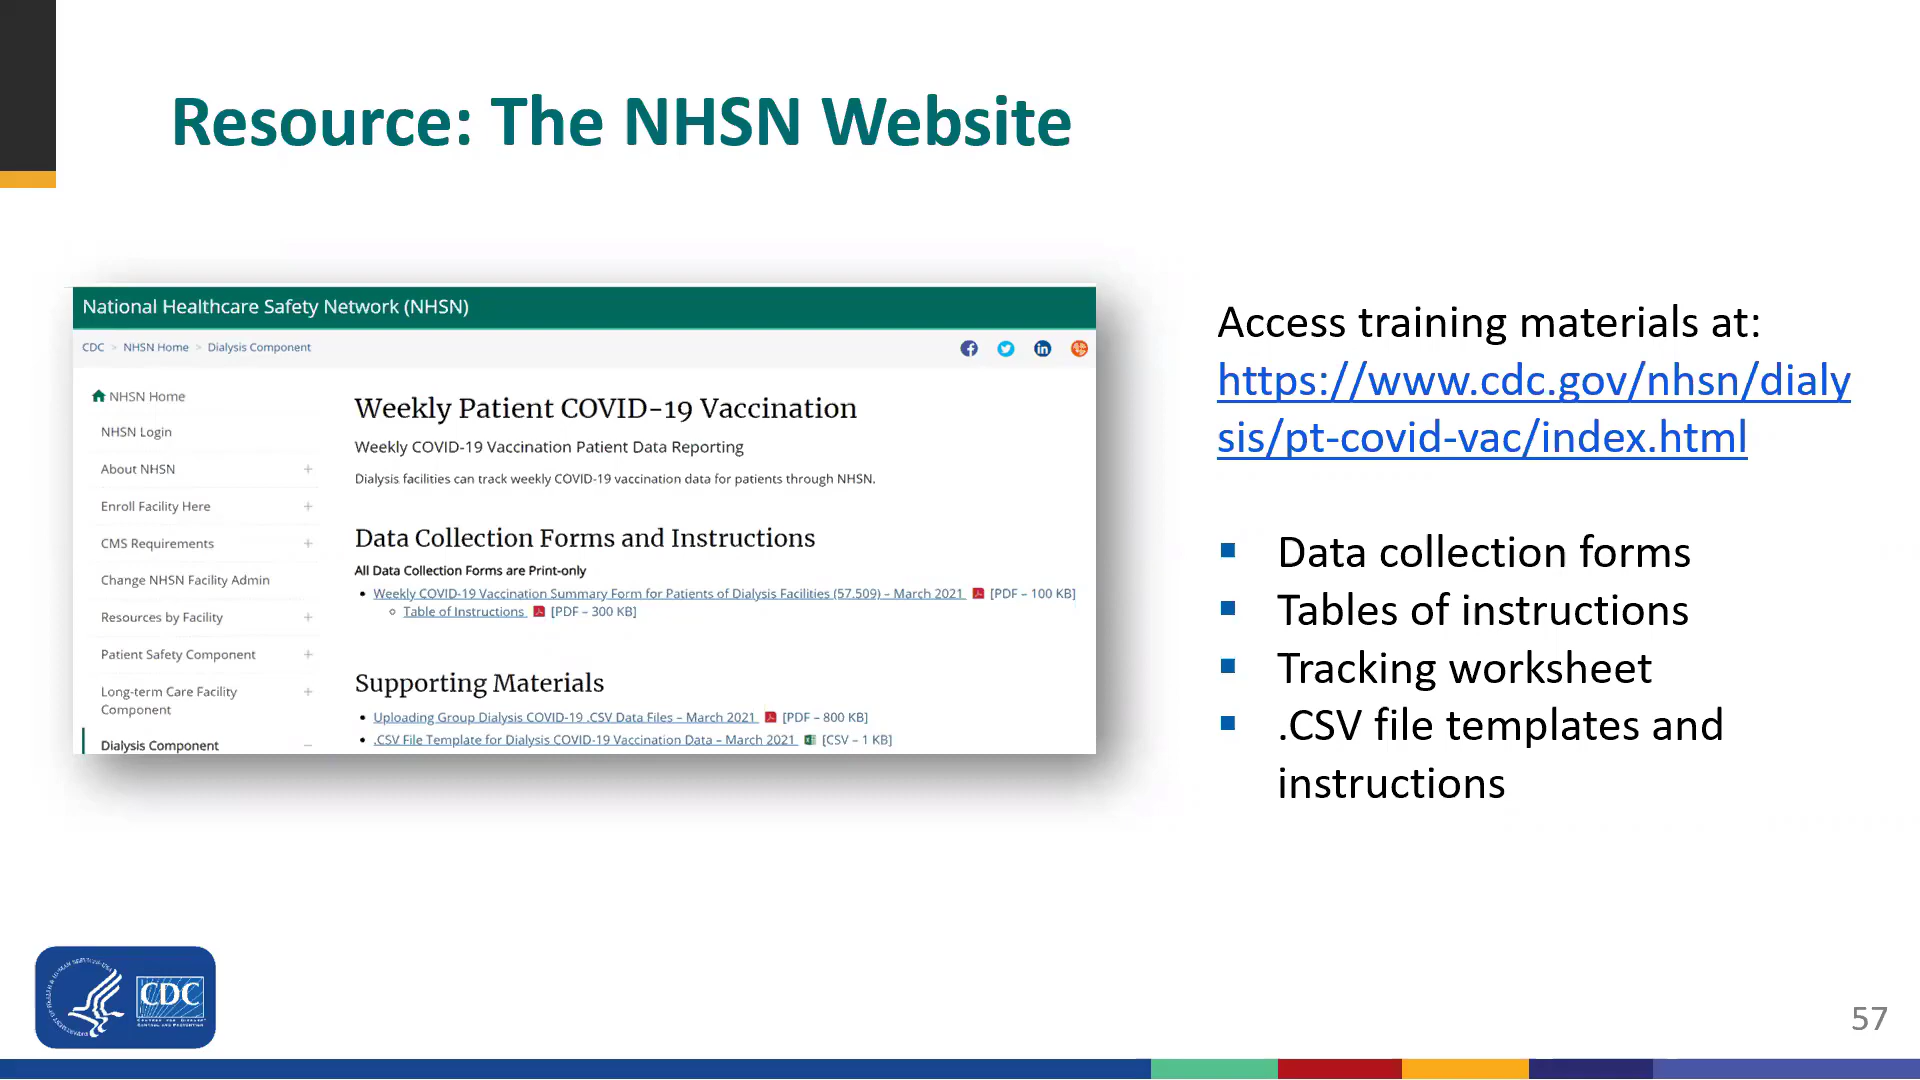 Resource: The NHSN Website
National Healthcare Safety Network (NHSN)
CDC > NHSN Home > Dialysis Component
NHSN Home
NHSN Login
About NHSN +
Enroll Facility Here +
CMS Requirements +
Change NHSN Facility Admin
Resources by Facility +
Patient Safety Component +
Long-term Care Facility +
Component
Dialysis Component –
Weekly Patient COVID-19 Vaccination
Weekly COVID-19 Vaccination Patient Data Reporting
Dialysis facilities can track weekly COVID-19 vaccination data for patients through NHSN.
Data Collection Forms and Instructions
All Data Collection Forms are Print-only
• Weekly COVID-19 Vaccination Summary Form for Patients of Dialysis Facilities (57.509) – March 2021 [PDF – 100 KB]
Table of Instructions [PDF – 300 KB]
Supporting Materials
• Uploading Group Dialysis COVID-19 .CSV Data Files – March 2021 [PDF – 800 KB]
• .CSV File Template for Dialysis COVID-19 Vaccination Data – March 2021 [CSV – 1 KB]
Access training materials at:
https://www.cdc.gov/nhsn/dialy
sis/pt-covid-vac/index.html
▪ Data collection forms
▪ Tables of instructions
▪ Tracking worksheet
▪ .CSV file templates and
instructions
CDC
57